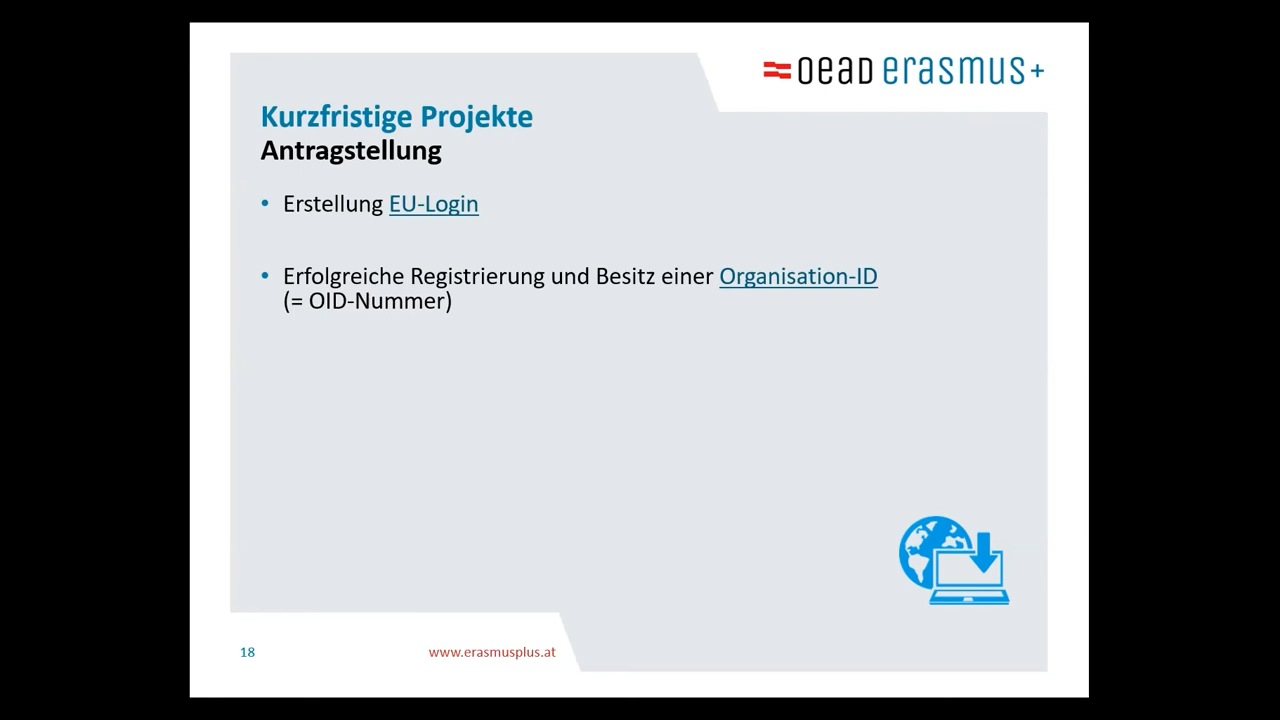 oead erasmus+
Kurzfristige Projekte
Antragstellung
• Erstellung EU-Login
• Erfolgreiche Registrierung und Besitz einer Organisation-ID
(= OID-Nummer)
18
www.erasmusplus.at